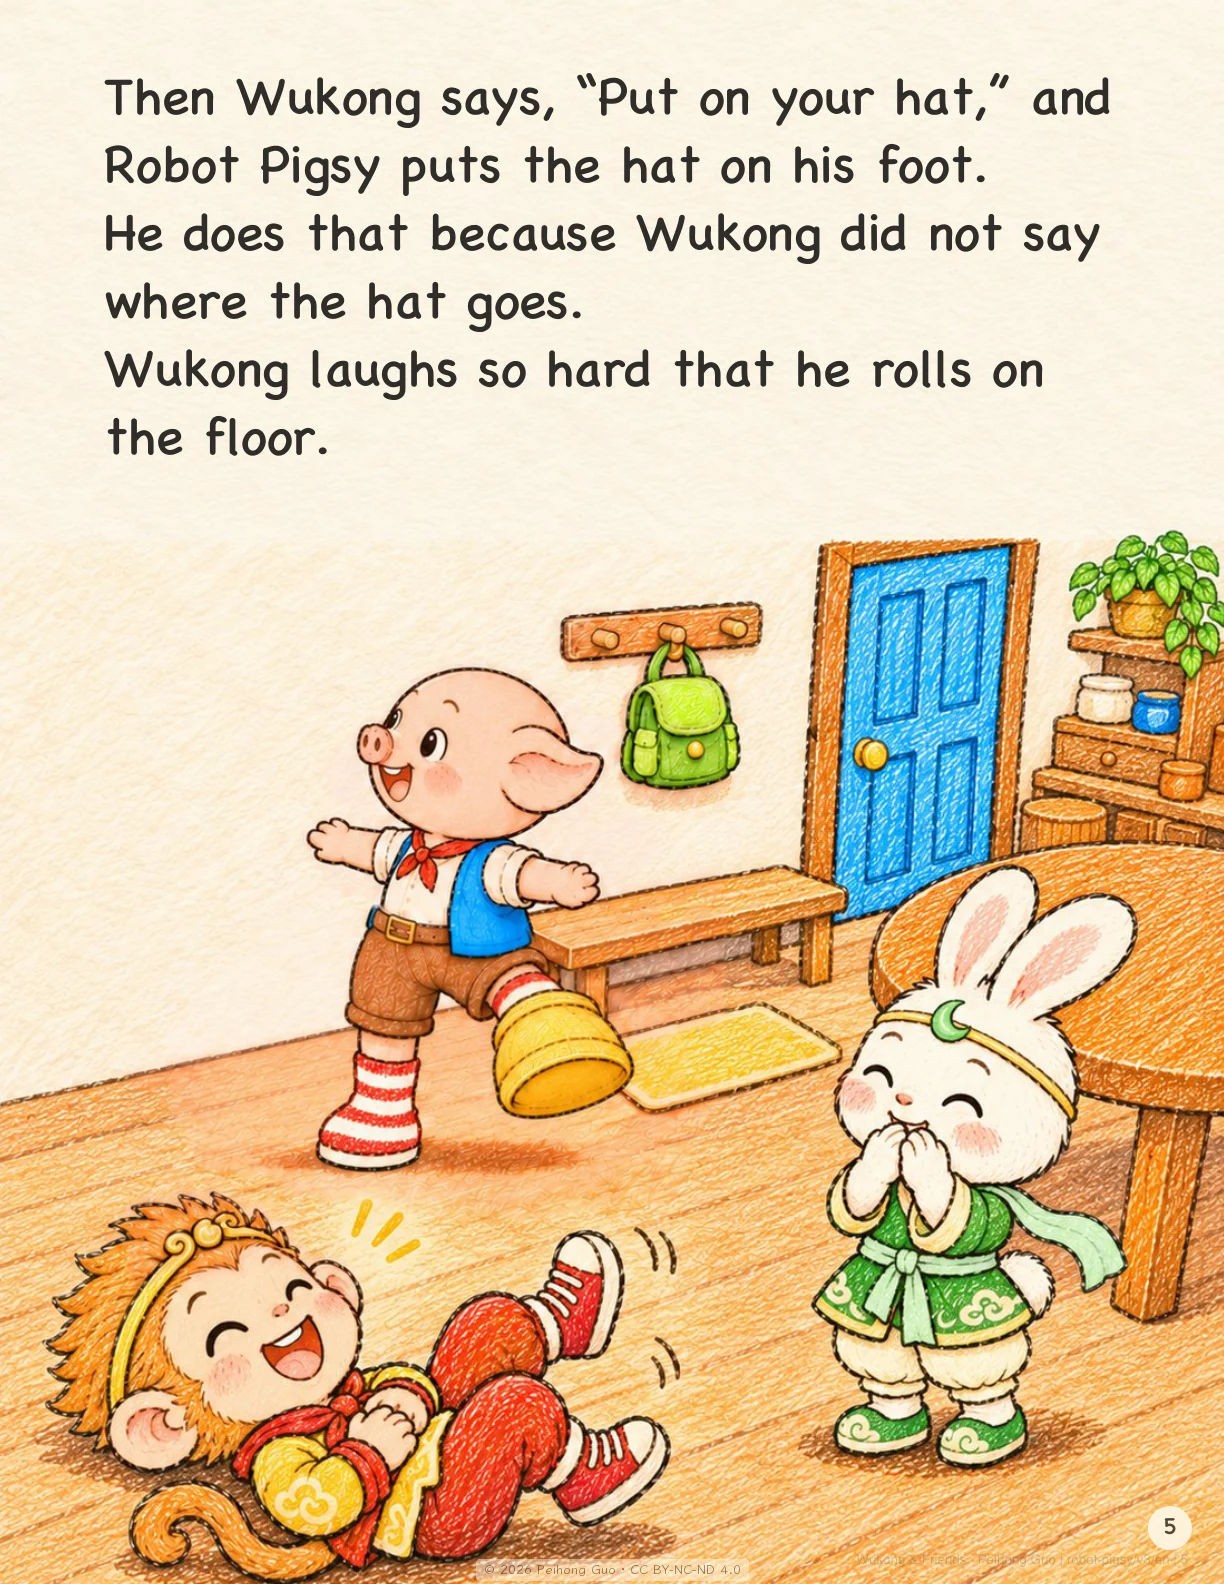 Then Wukong says, “Put on your hat,” and
Robot Pigsy puts the hat on his foot.
He does that because Wukong did not say
where the hat goes.
Wukong laughs so hard that he rolls on
the floor.
5
© 2026 Peihong Guo • CC BY-NC-ND 4.0